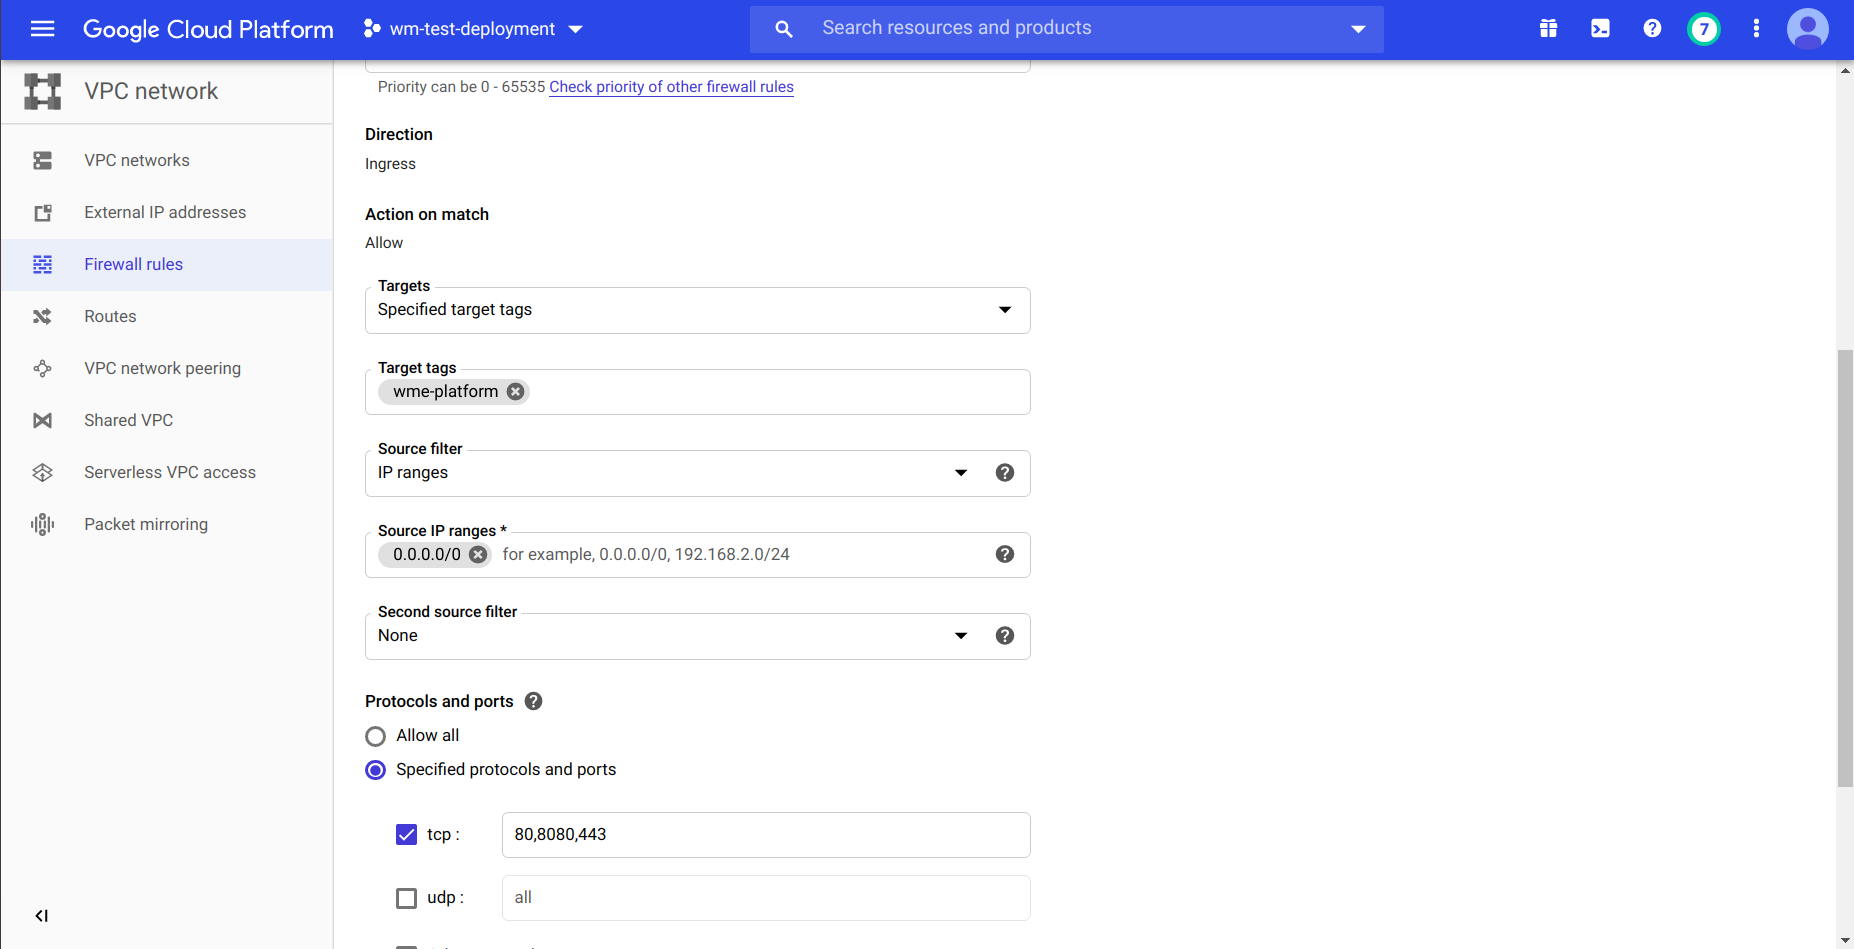 Google Cloud Platform
wm-test-deployment
Search resources and products
7
VPC network
VPC networks
External IP addresses
Firewall rules
Routes
VPC network peering
Shared VPC
Serverless VPC access
Packet mirroring
Priority can be 0 - 65535 Check priority of other firewall rules
Direction
Ingress
Action on match
Allow
Targets
Specified target tags
Target tags
wme-platform
Source filter
IP ranges
Source IP ranges *
0.0.0.0/0 for example, 0.0.0.0/0, 192.168.2.0/24
Second source filter
None
Protocols and ports
Allow all
Specified protocols and ports
tcp : 80,8080,443
udp : all